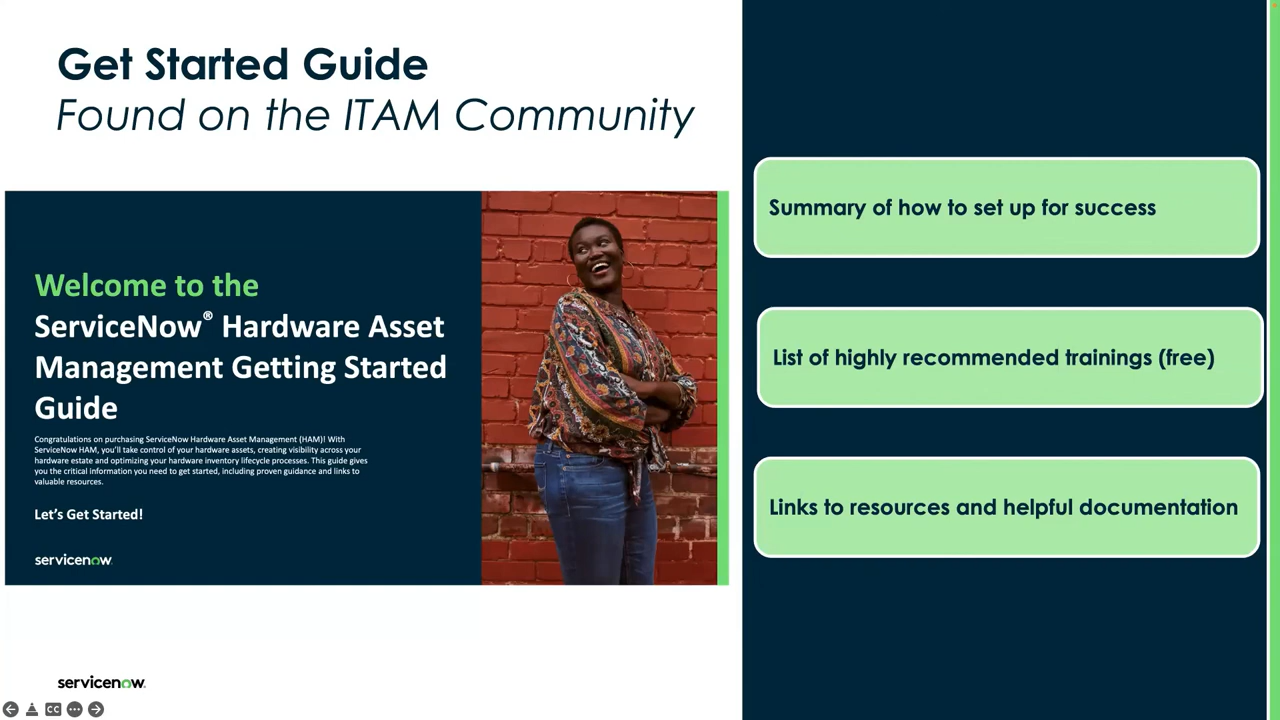 Get Started Guide
Found on the ITAM Community
Welcome to the
ServiceNow® Hardware Asset
Management Getting Started
Guide
Congratulations on purchasing ServiceNow Hardware Asset Management (HAM)! With
ServiceNow HAM, you'll take control of your hardware assets, creating visibility across your
hardware estate and optimizing your hardware inventory lifecycle processes. This guide gives
you the critical information you need to get started, including proven guidance and links to
valuable resources.
Let's Get Started!
servicenow
Summary of how to set up for success
List of highly recommended trainings (free)
Links to resources and helpful documentation
servicenow
CC